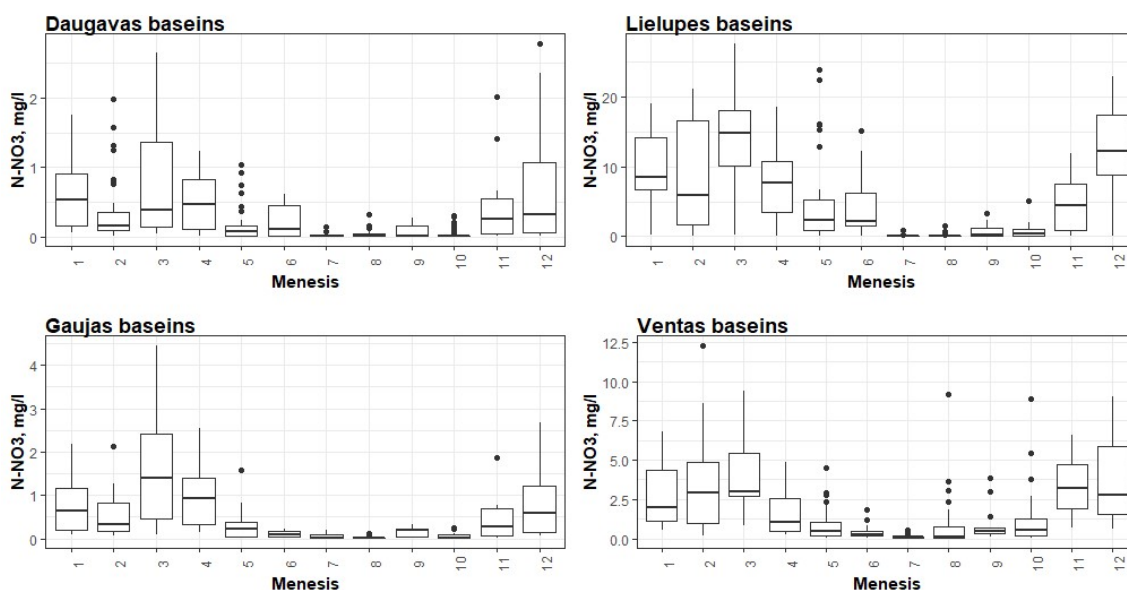 Daugavas baseins
N-NO3, mg/l
2
1
0
1 2 3 4 5 6 7 8 9 10 11 12
Menesis
Lielupes baseins
N-NO3, mg/l
20
10
0
1 2 3 4 5 6 7 8 9 10 11 12
Menesis
Gaujas baseins
N-NO3, mg/l
4
3
2
1
0
1 2 3 4 5 6 7 8 9 10 11 12
Menesis
Ventas baseins
N-NO3, mg/l
12.5
10.0
7.5
5.0
2.5
0.0
1 2 3 4 5 6 7 8 9 10 11 12
Menesis